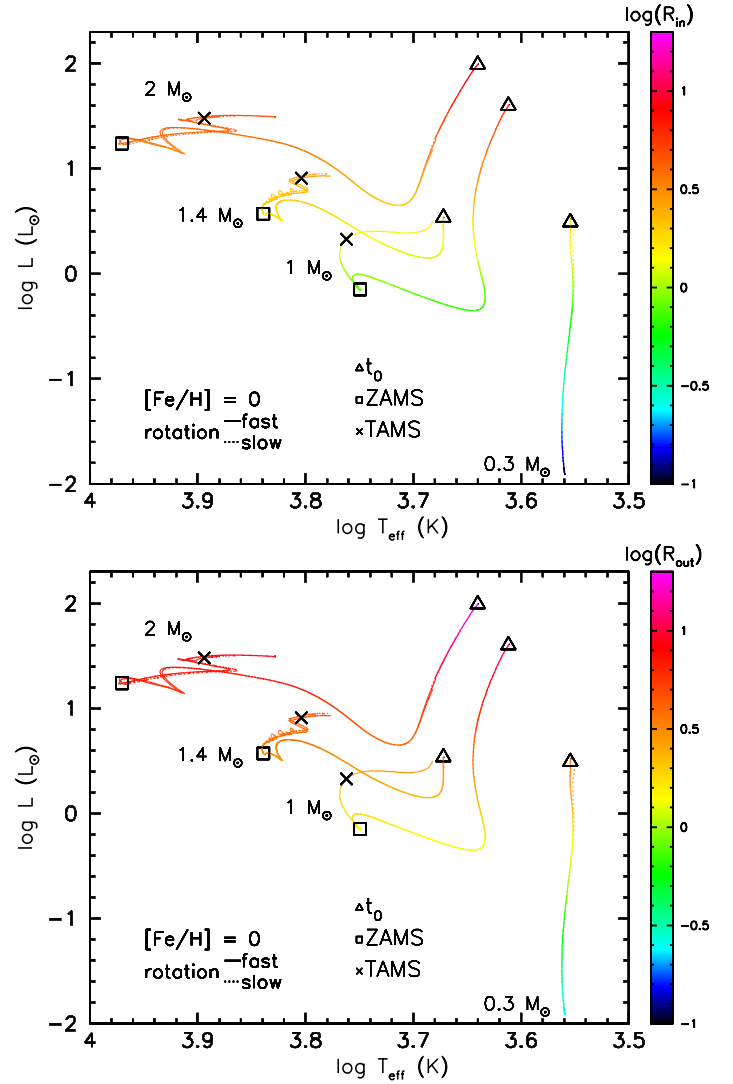 log(R_in)
2
1
0
−1
−2
log L (L⊙)
2 M⊙
1.4 M⊙
1 M⊙
0.3 M⊙
[Fe/H] = 0
rotation —fast
┈slow
△t₀
□ZAMS
×TAMS
4 3.9 3.8 3.7 3.6 3.5
log T_eff (K)
1
0.5
0
−0.5
−1
log(R_out)
2
1
0
−1
−2
log L (L⊙)
2 M⊙
1.4 M⊙
1 M⊙
0.3 M⊙
[Fe/H] = 0
rotation —fast
┈slow
△t₀
□ZAMS
×TAMS
4 3.9 3.8 3.7 3.6 3.5
log T_eff (K)
1
0.5
0
−0.5
−1